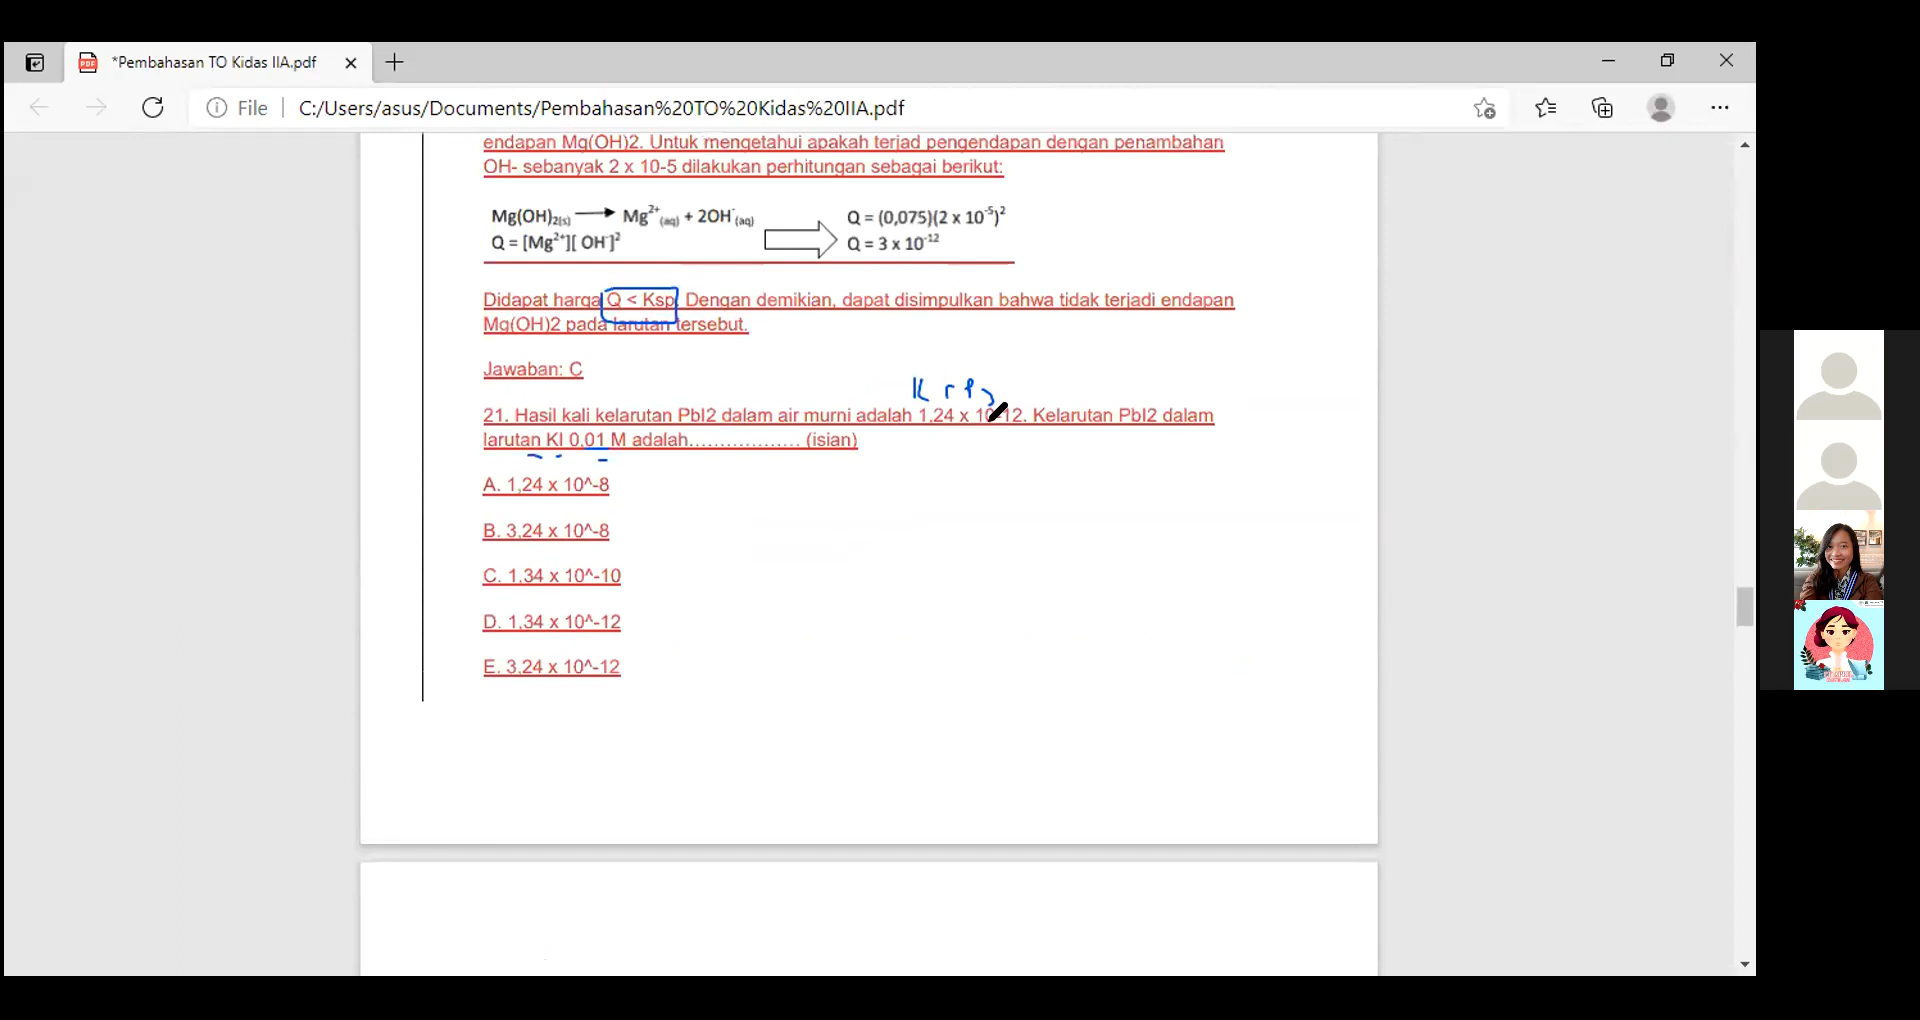 *Pembahasan TO Kidas IIA.pdf
File
C:/Users/asus/Documents/Pembahasan%20TO%20Kidas%20IIA.pdf
endapan Mg(OH)2. Untuk mengetahui apakah terjad pengendapan dengan penambahan
OH- sebanyak 2 x 10-5 dilakukan perhitungan sebagai berikut:
Mg(OH)₂(s) → Mg²⁺(aq) + 2OH⁻(aq)
Q = [Mg²⁺][ OH⁻]²
Q = (0,075)(2 x 10⁻⁵)²
Q = 3 x 10⁻¹²
Didapat harga Q < Ksp. Dengan demikian, dapat disimpulkan bahwa tidak terjadi endapan
Mg(OH)2 pada larutan tersebut.
Jawaban: C
21. Hasil kali kelarutan PbI2 dalam air murni adalah 1,24 x 10-12. Kelarutan PbI2 dalam
larutan KI 0,01 M adalah……………… (isian)
A. 1,24 x 10^-8
B. 3,24 x 10^-8
C. 1,34 x 10^-10
D. 1,34 x 10^-12
E. 3,24 x 10^-12